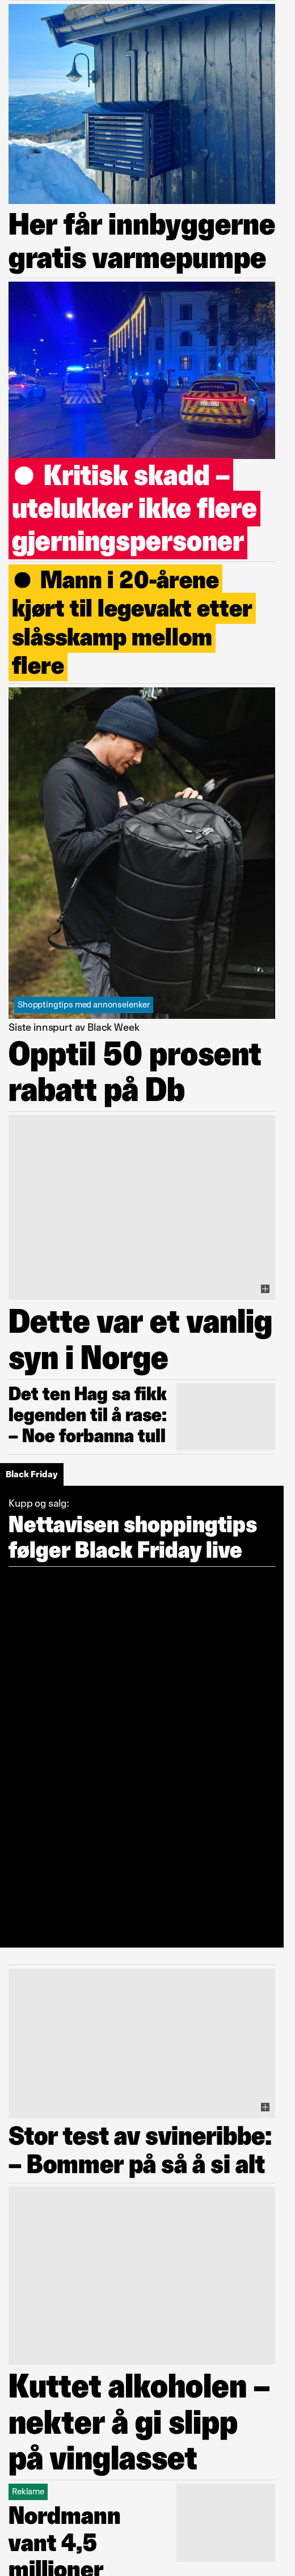 Her får innbyggerne
gratis varmepumpe
Kritisk skadd –
utelukker ikke flere
gjerningspersoner
Mann i 20-årene
kjørt til legevakt etter
slåsskamp mellom
flere
Shopptingtips med annonselenker
Siste innspurt av Black Week
Opptil 50 prosent
rabatt på Db
Dette var et vanlig
syn i Norge
Det ten Hag sa fikk
legenden til å rase:
– Noe forbanna tull
Black Friday
Kupp og salg:
Nettavisen shoppingtips
følger Black Friday live
Stor test av svineribbe:
– Bommer på så å si alt
Kuttet alkoholen –
nekter å gi slipp
på vinglasset
Reklame
Nordmann
vant 4,5
millioner